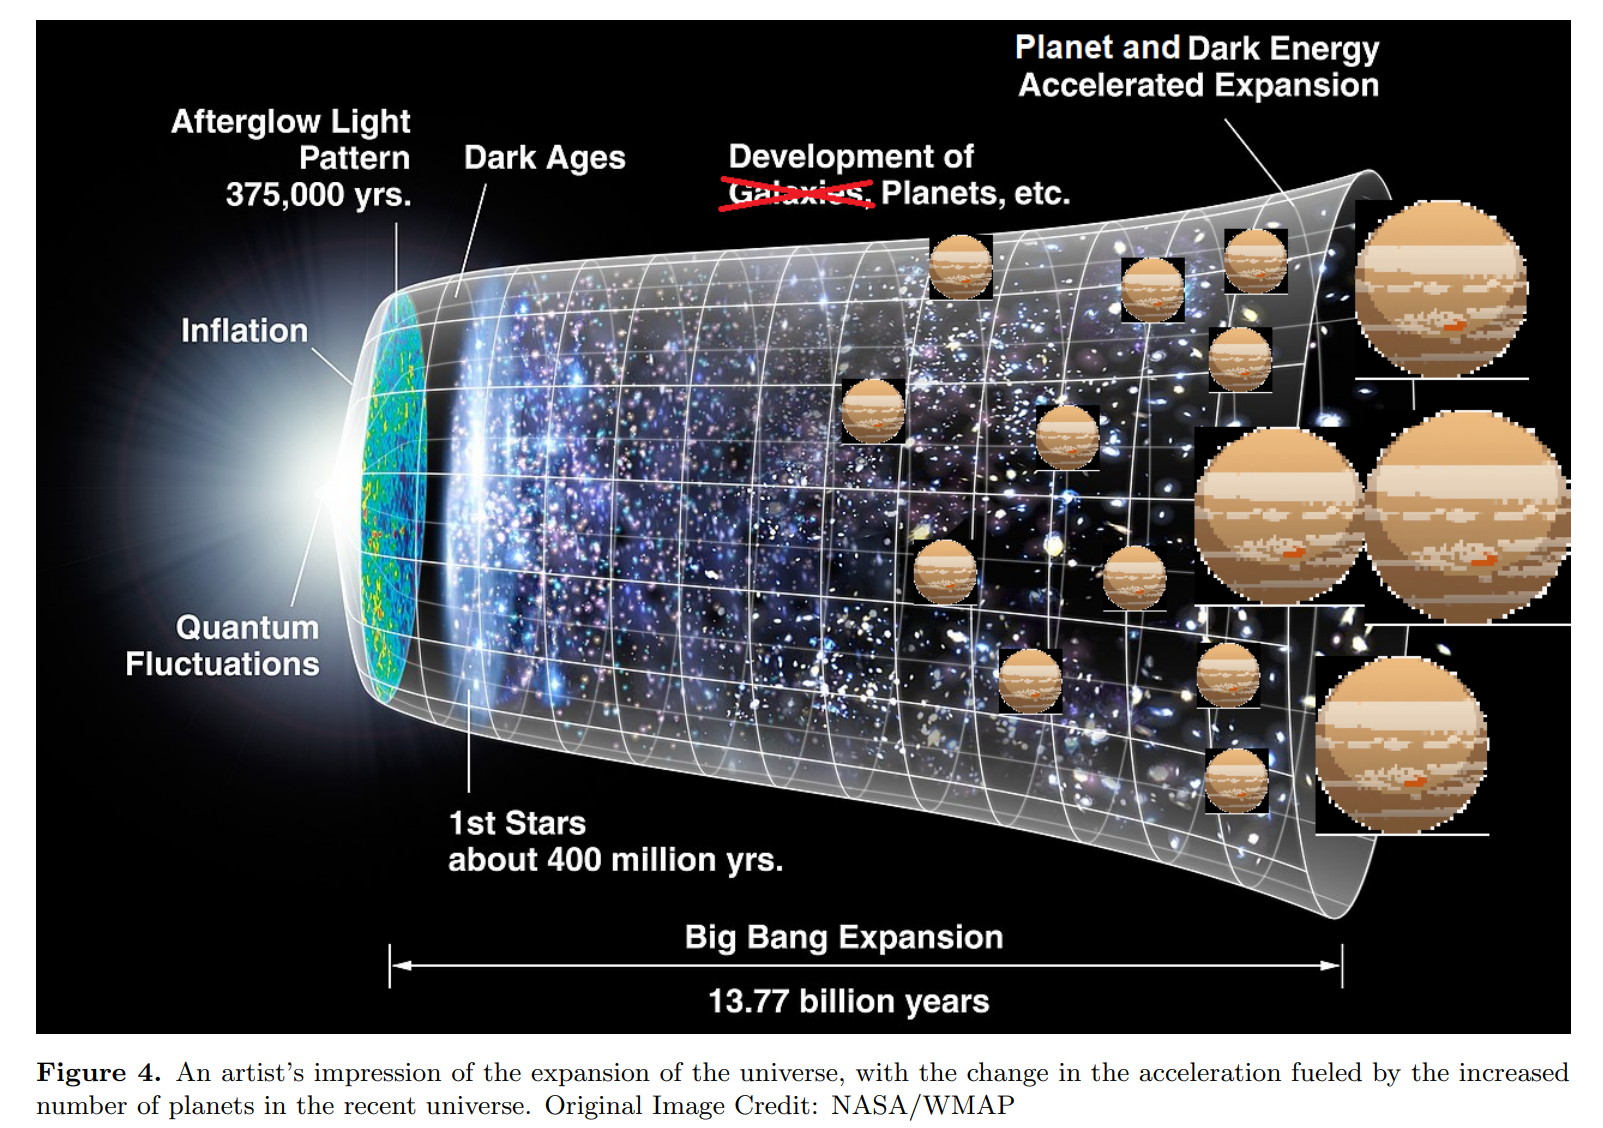 Planet and Dark Energy
Accelerated Expansion
Afterglow Light
Pattern
375,000 yrs.
Dark Ages
Development of
Galaxies, Planets, etc.
Inflation
Quantum
Fluctuations
1st Stars
about 400 million yrs.
Big Bang Expansion
13.77 billion years
Figure 4. An artist's impression of the expansion of the universe, with the change in the acceleration fueled by the increased
number of planets in the recent universe. Original Image Credit: NASA/WMAP